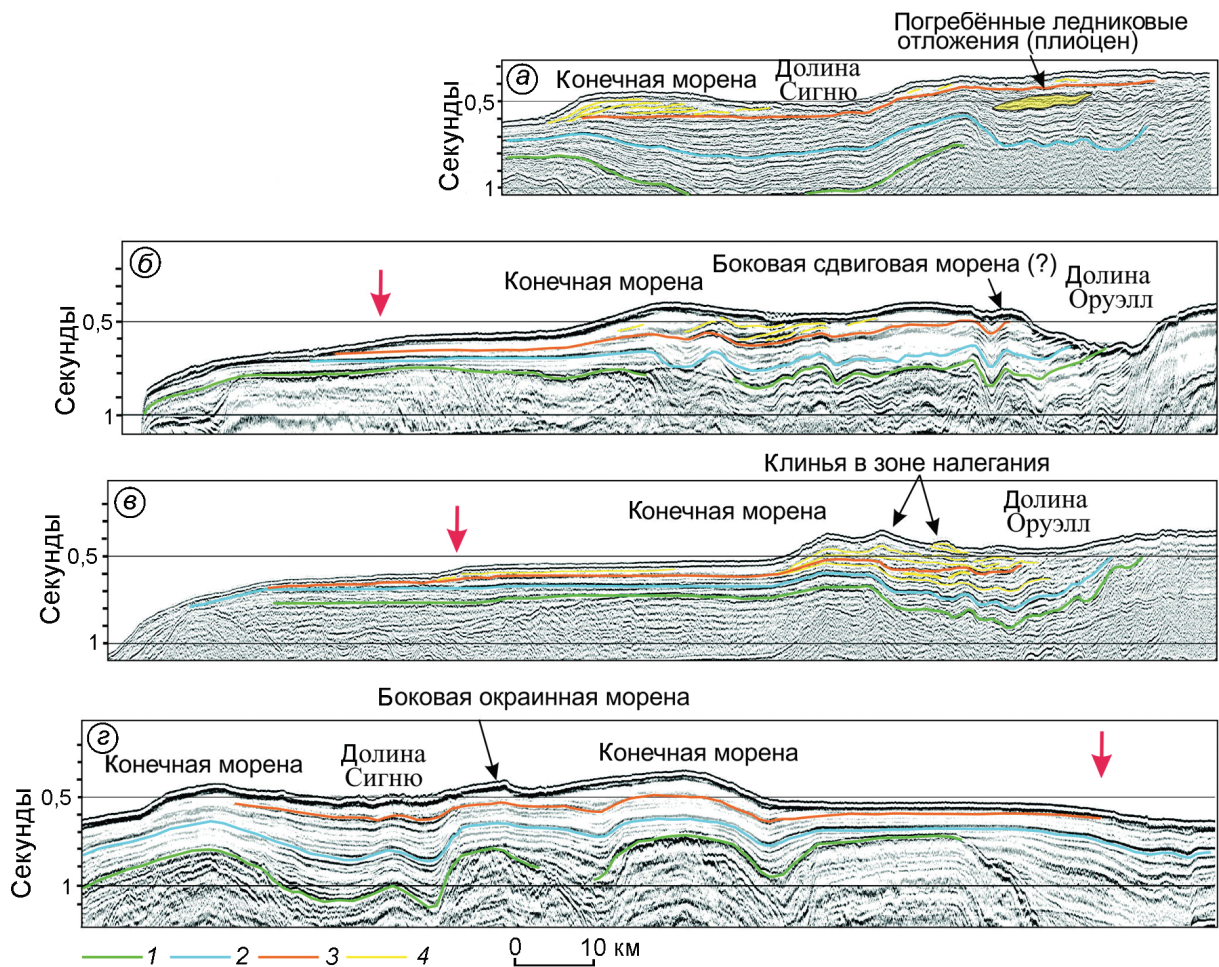 Погребённые ледниковые
отложения (плиоцен)
а
Конечная морена
Долина
Сигню
0,5
Секунды
1
б
Боковая сдвиговая морена (?)
Конечная морена
Долина
Оруэлл
0,5
Секунды
1
Клинья в зоне налегания
в
Конечная морена
Долина
Оруэлл
0,5
Секунды
1
Боковая окраинная морена
г
Конечная морена
Долина
Сигню
Конечная морена
0,5
Секунды
1
1 2 3 4 0 10 км